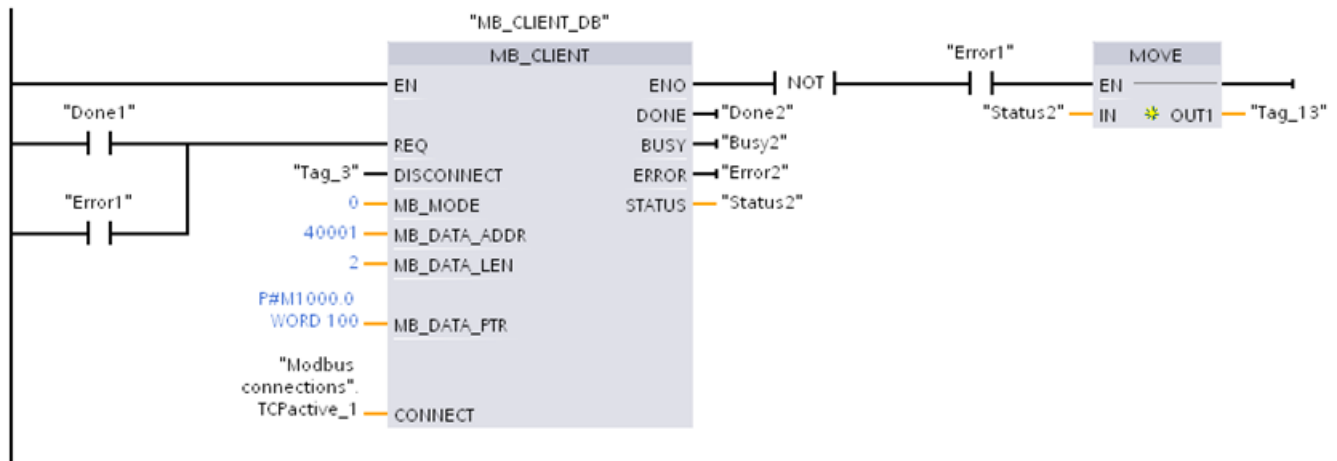 "MB_CLIENT_DB"
MB_CLIENT
"Error1"
MOVE
EN
ENO
NOT
EN
"Done1"
DONE
"Done2"
"Status2"
IN
OUT1
"Tag_13"
REQ
BUSY
"Busy2"
"Tag_3"
DISCONNECT
ERROR
"Error2"
"Error1"
0
MB_MODE
STATUS
"Status2"
40001
MB_DATA_ADDR
2
MB_DATA_LEN
P#M1000.0
WORD 100
MB_DATA_PTR
"Modbus
connections".
TCPactive_1
CONNECT